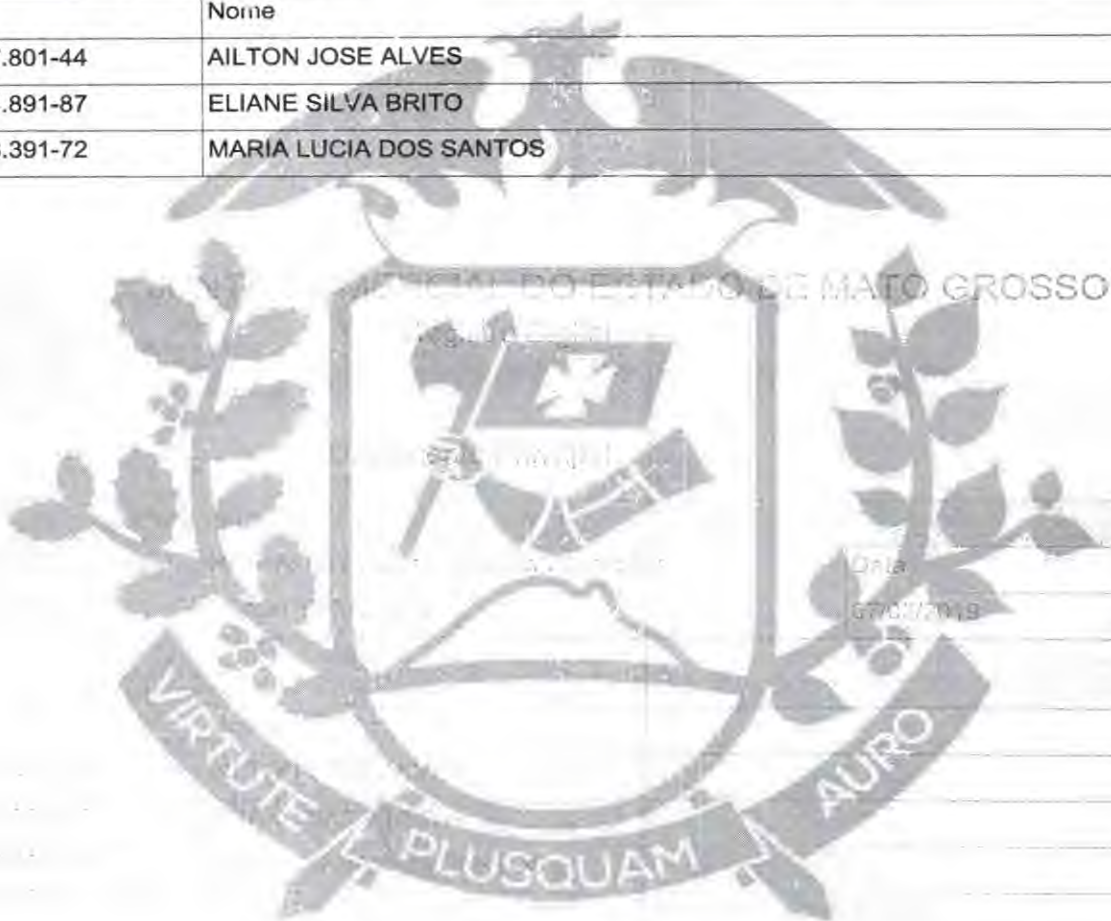 Nome
.801-44 AILTON JOSE ALVES
.891-87 ELIANE SILVA BRITO
.391-72 MARIA LUCIA DOS SANTOS
DO ESTADO DE MATO GROSSO
Data
2019
VIRTUTE PLUSQUAM AURO